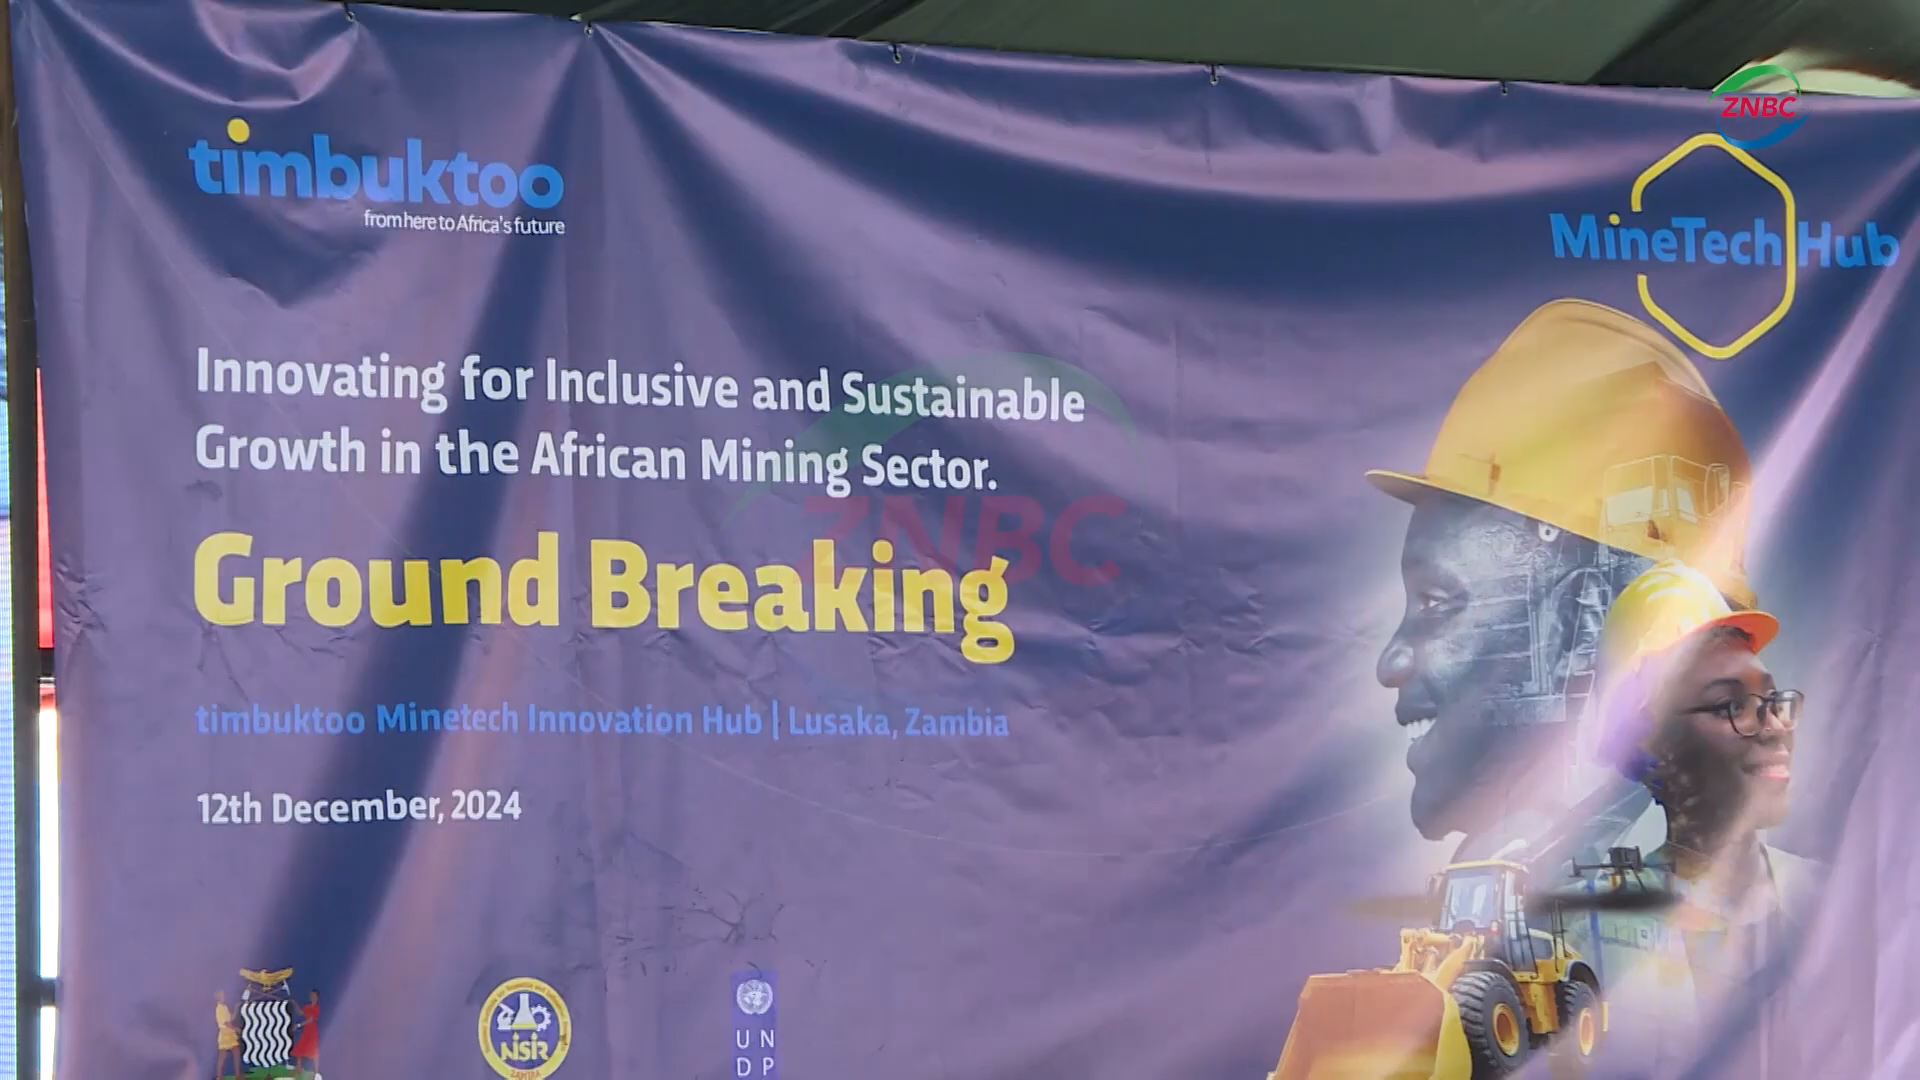 ZNBC
timbuktoo
from here to Africa's future
MineTech Hub
Innovating for Inclusive and Sustainable
Growth in the African Mining Sector.
ZNBC
Ground Breaking
timbuktoo Minetech Innovation Hub | Lusaka, Zambia
12th December, 2024
NISIR
ZAMBIA
U N
D P